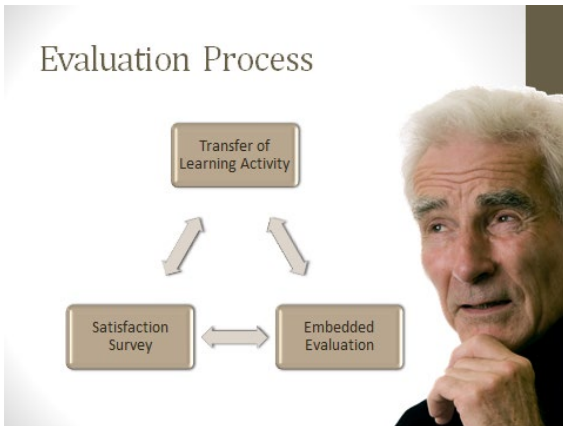 Evaluation Process
Transfer of
Learning Activity
Satisfaction
Survey
Embedded
Evaluation